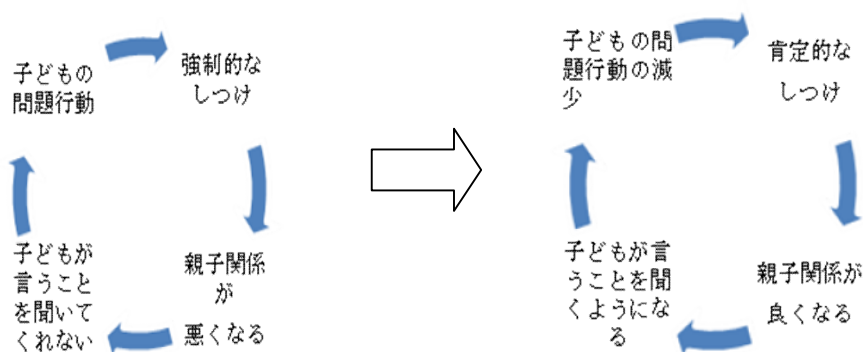 子どもの
問題行動
強制的な
しつけ
親子関係
が
悪くなる
子どもが
言うこと
を聞いて
くれない
子どもの問
題行動の減
少
肯定的な
しつけ
親子関係が
良くなる
子どもが言
うことを聞
くようにな
る